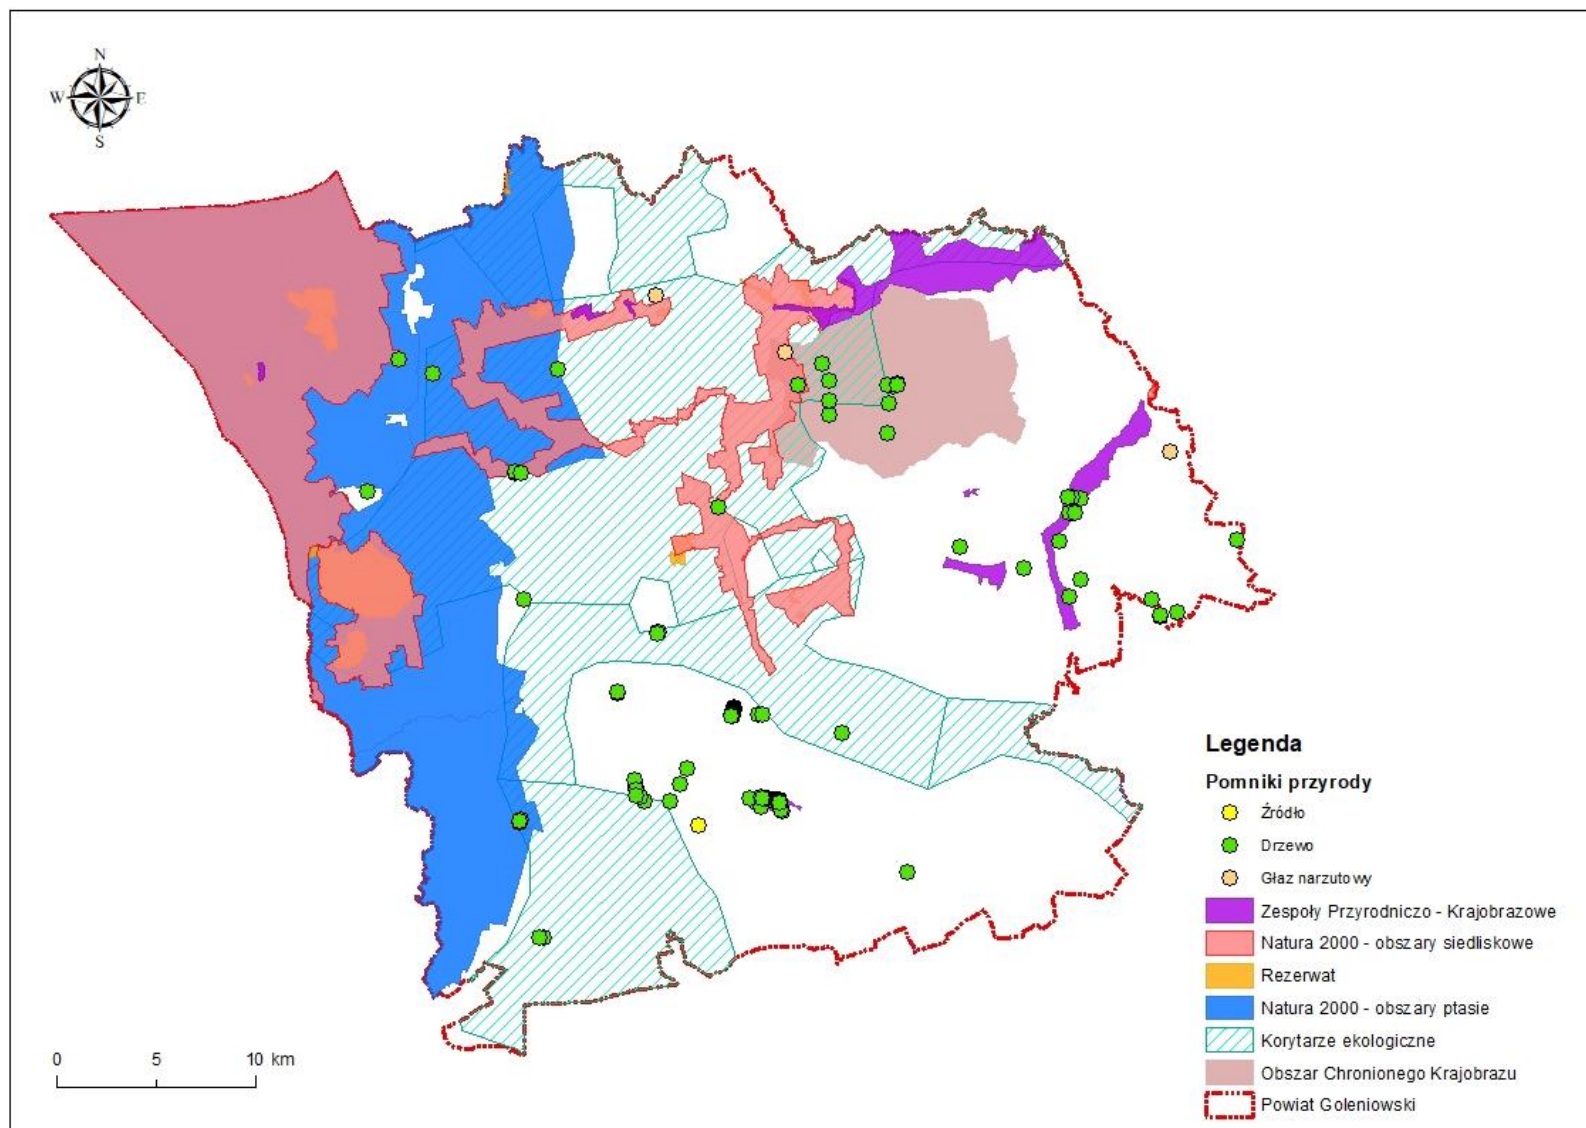 N
W E
S
Legenda
Pomniki przyrody
Źródło
Drzewo
Głaz narzutowy
Zespoły Przyrodniczo - Krajobrazowe
Natura 2000 - obszary siedliskowe
Rezerwat
Natura 2000 - obszary ptasie
Korytarze ekologiczne
Obszar Chronionego Krajobrazu
Powiat Goleniowski
0 5 10 km